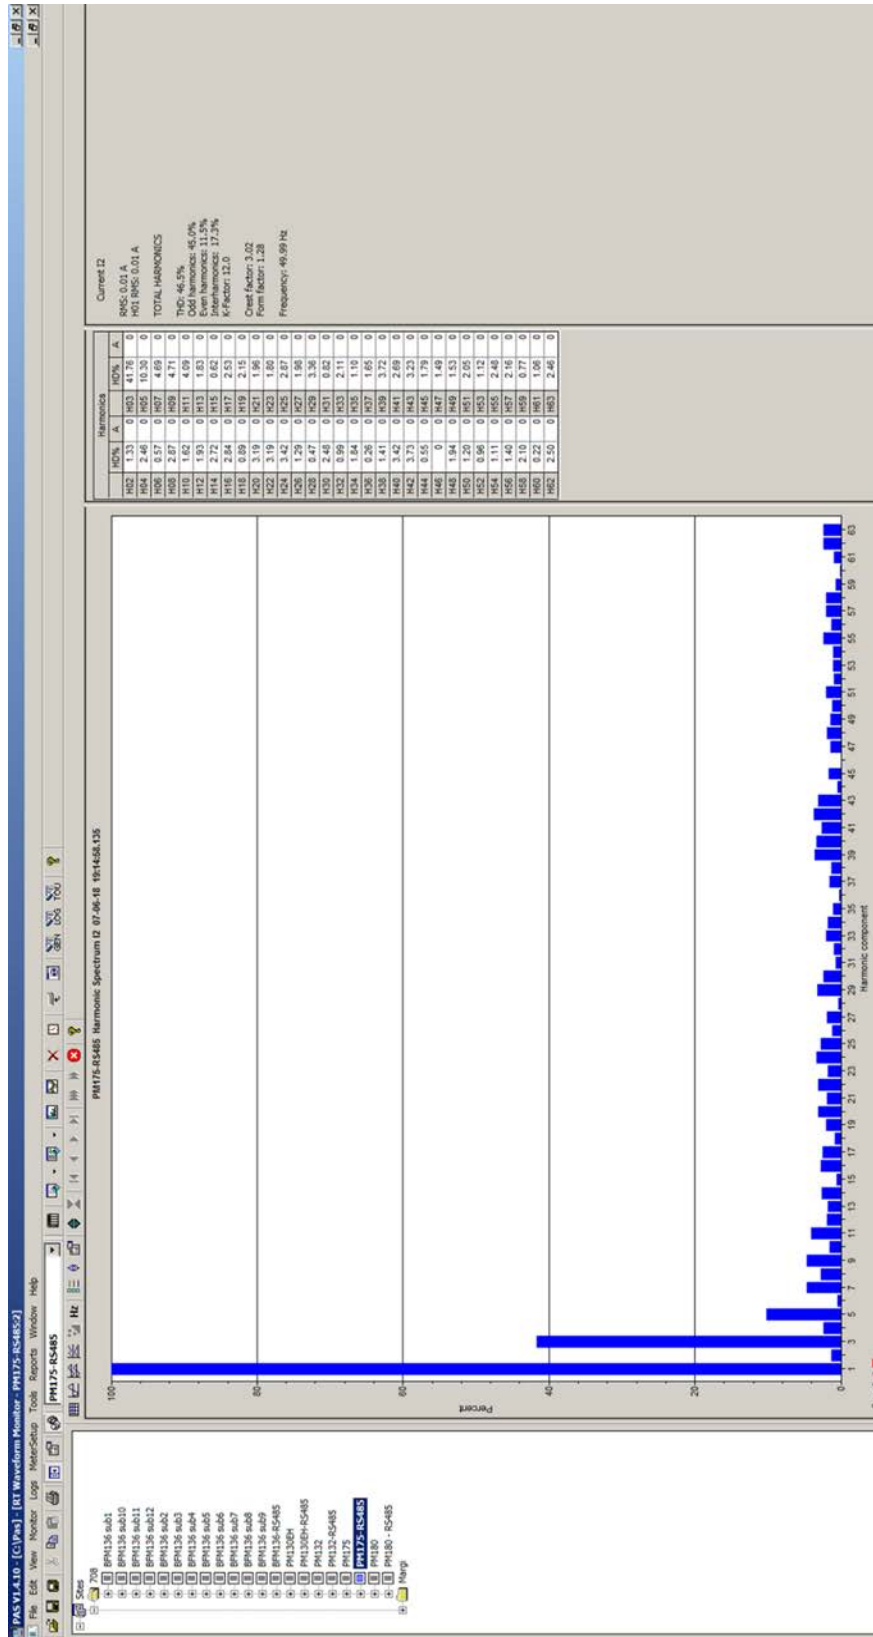 PAS V1.4.10 - [C:\Pas] - [RT Waveform Monitor - PM175-RS485:2]
File Edit View Monitor Logs MeterSetup Tools Reports Window Help
PM175-RS485
GEN LOG TOU
Hz
Sites
708
BFM136 sub1
BFM136 sub10
BFM136 sub11
BFM136 sub12
BFM136 sub2
BFM136 sub3
BFM136 sub4
BFM136 sub5
BFM136 sub6
BFM136 sub7
BFM136 sub8
BFM136 sub9
BFM136-RS485
PM130EH
PM130EH-RS485
PM132
PM132-RS485
PM175
PM175-RS485
PM180
PM180 - RS485
Margi
PM175-RS485 Harmonic Spectrum I2 07-06-18 19:14:58.135
Percent
100
80
60
40
20
0
1 3 5 7 9 11 13 15 17 19 21 23 25 27 29 31 33 35 37 39 41 43 45 47 49 51 53 55 57 59 61 63
Harmonic component
Harmonics
HD% A HD% A
H02 1.33 0 H03 41.76 0
H04 2.46 0 H05 10.30 0
H06 0.57 0 H07 4.69 0
H08 2.87 0 H09 4.71 0
H10 1.62 0 H11 4.09 0
H12 1.93 0 H13 1.83 0
H14 2.72 0 H15 0.62 0
H16 2.84 0 H17 2.53 0
H18 0.89 0 H19 2.15 0
H20 3.19 0 H21 1.96 0
H22 3.19 0 H23 1.80 0
H24 3.42 0 H25 2.87 0
H26 1.29 0 H27 1.98 0
H28 0.47 0 H29 3.36 0
H30 2.48 0 H31 0.82 0
H32 0.99 0 H33 2.11 0
H34 1.84 0 H35 1.10 0
H36 0.26 0 H37 1.65 0
H38 1.41 0 H39 3.72 0
H40 3.42 0 H41 2.69 0
H42 3.73 0 H43 3.23 0
H44 0.55 0 H45 1.79 0
H46 0 0 H47 1.49 0
H48 1.94 0 H49 1.53 0
H50 1.20 0 H51 2.05 0
H52 0.96 0 H53 1.12 0
H54 1.11 0 H55 2.48 0
H56 1.40 0 H57 2.16 0
H58 2.10 0 H59 0.77 0
H60 0.22 0 H61 1.06 0
H62 2.50 0 H63 2.46 0
Current I2
RMS: 0.01 A
H01 RMS: 0.01 A
TOTAL HARMONICS
THD: 46.5%
Odd harmonics: 45.0%
Even harmonics: 11.5%
Interharmonics: 17.3%
K-Factor: 12.0
Crest factor: 3.02
Form factor: 1.28
Frequency: 49.99 Hz